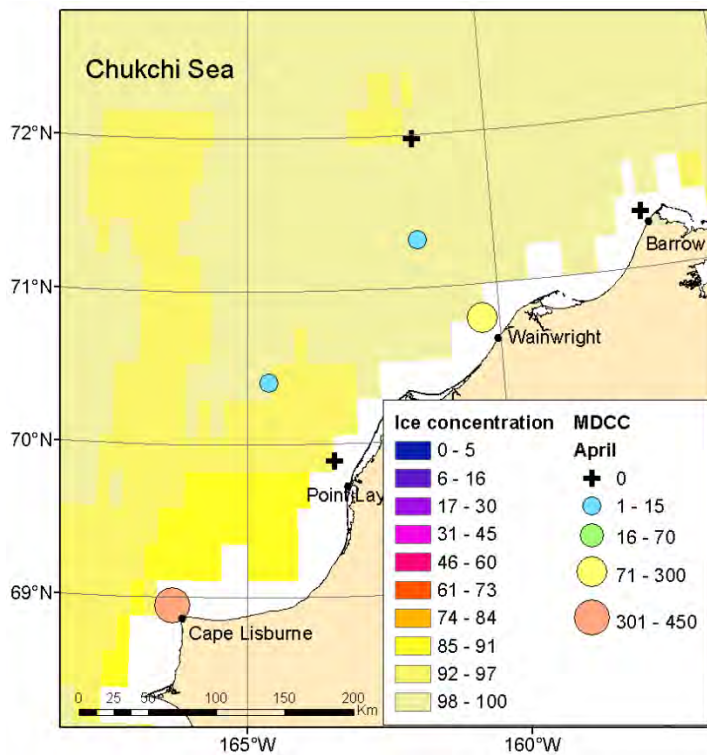 Chukchi Sea
72°N
71°N
70°N
69°N
Barrow
Wainwright
Point Lay
Cape Lisburne
Ice concentration
0 - 5
6 - 16
17 - 30
31 - 45
46 - 60
61 - 73
74 - 84
85 - 91
92 - 97
98 - 100
MDCC
April
0
1 - 15
16 - 70
71 - 300
301 - 450
0 25 50 100 150 200
Km
165°W
160°W